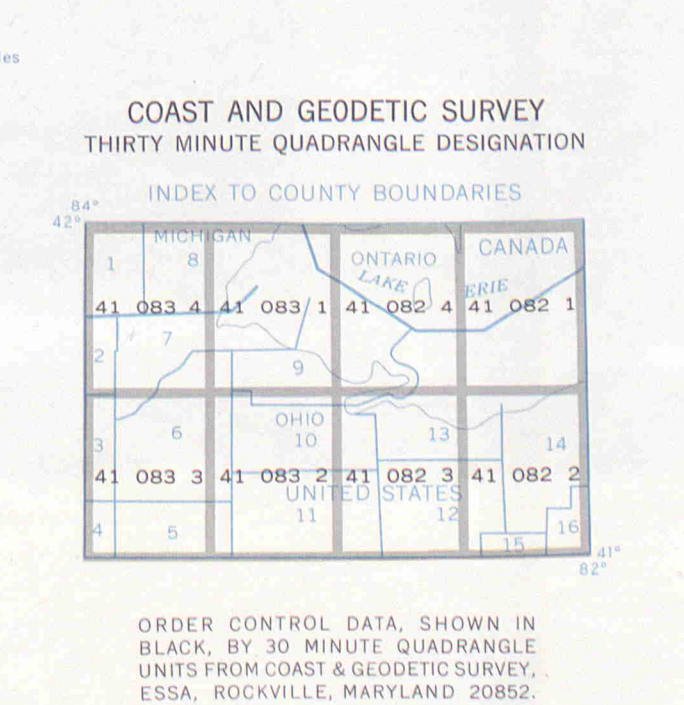 les
COAST AND GEODETIC SURVEY
THIRTY MINUTE QUADRANGLE DESIGNATION
INDEX TO COUNTY BOUNDARIES
84°
42°
MICHIGAN
ONTARIO
CANADA
1
8
LAKE
ERIE
41 083 4
41 083 1
41 082 4
41 082 1
2
7
9
OHIO
3
6
10
13
14
41 083 3
41 083 2
41 082 3
41 082 2
UNITED STATES
4
5
11
12
15
16
41°
82°
ORDER CONTROL DATA, SHOWN IN
BLACK, BY 30 MINUTE QUADRANGLE
UNITS FROM COAST & GEODETIC SURVEY,
ESSA, ROCKVILLE, MARYLAND 20852.